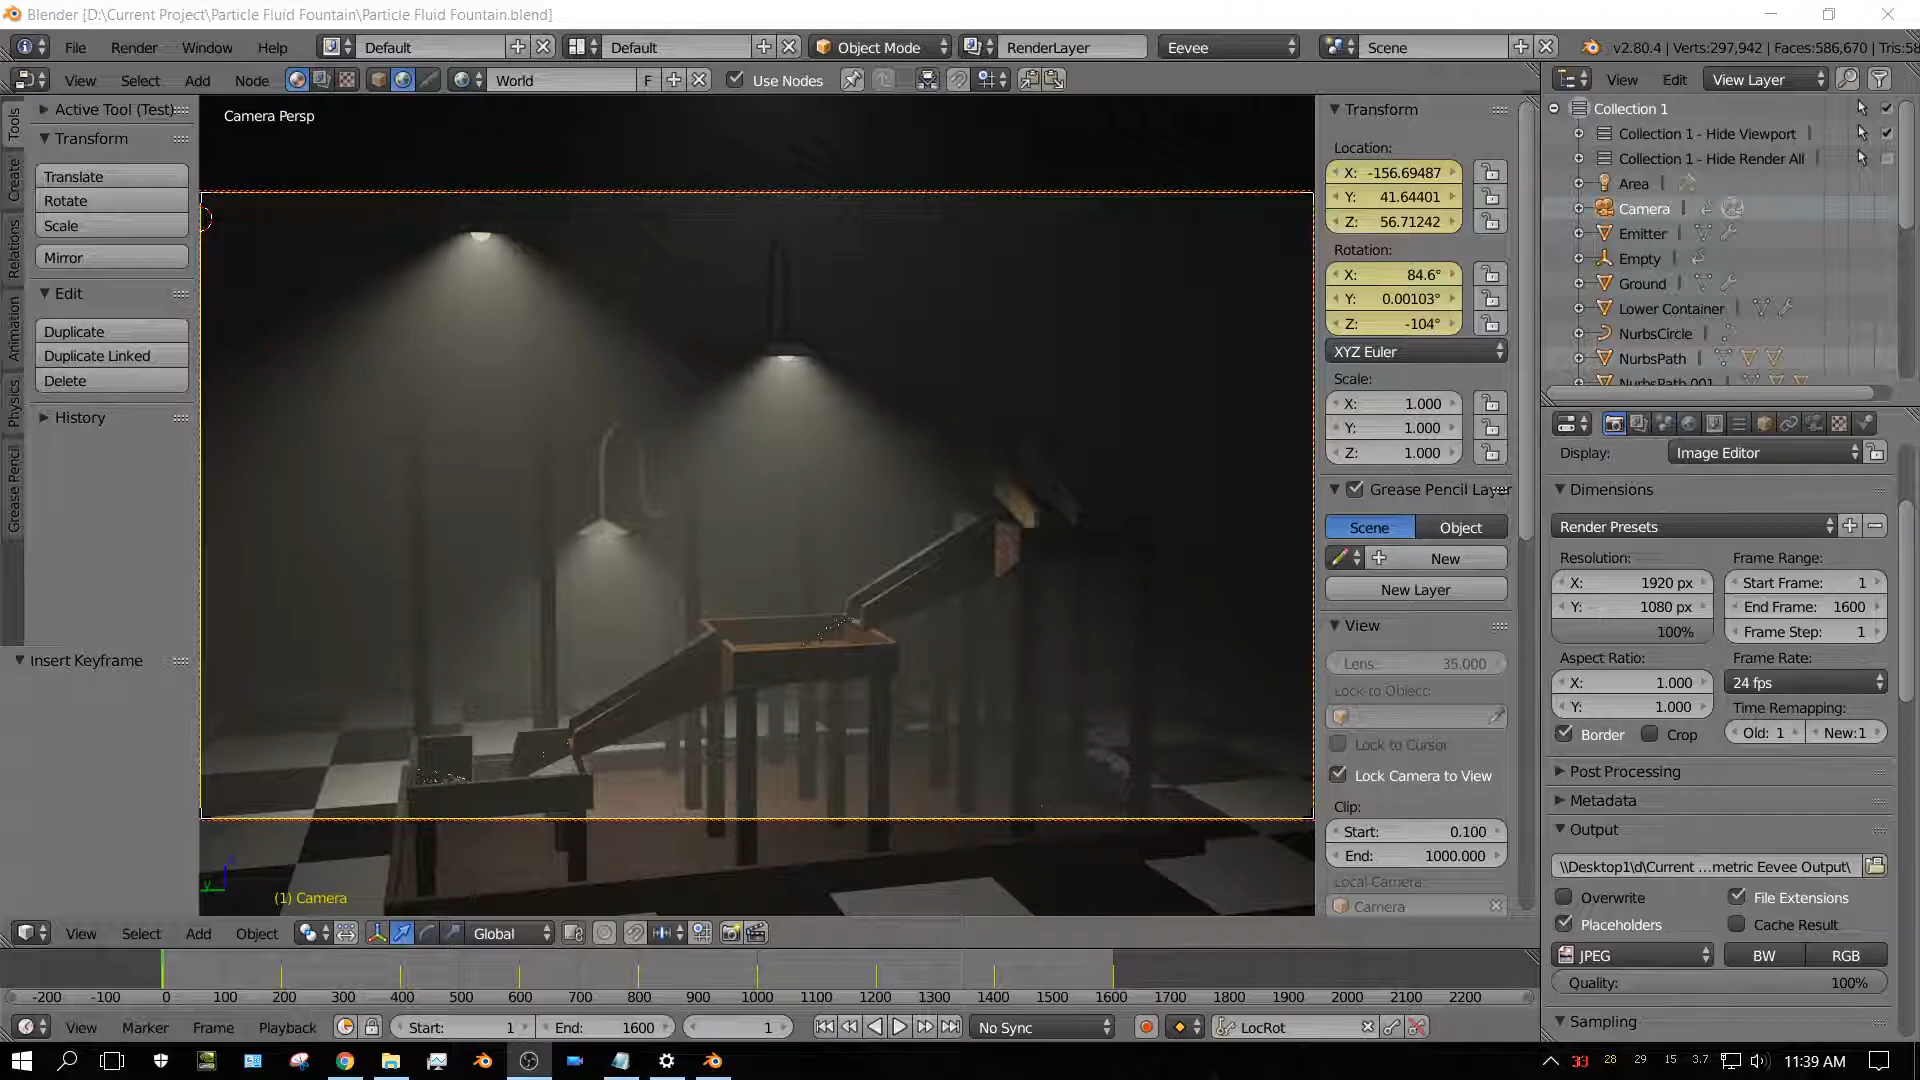 Blender [D:\Current Project\Particle Fluid Fountain\Particle Fluid Fountain.blend]
File Render Window Help Default Default Object Mode RenderLayer Eevee Scene v2.80.4 | Verts:297,942 | Faces:586,670 | Tris:58
View Select Add Node World F Use Nodes View Edit View Layer
Tools
Create
Relations
Animation
Physics
Grease Pencil
Active Tool (Test)
Transform
Translate
Rotate
Scale
Mirror
Edit
Duplicate
Duplicate Linked
Delete
History
Insert Keyframe
Camera Persp
(1) Camera
Transform
Location:
X: -156.69487
Y: 41.64401
Z: 56.71242
Rotation:
X: 84.6°
Y: 0.00103°
Z: -104°
XYZ Euler
Scale:
X: 1.000
Y: 1.000
Z: 1.000
Grease Pencil Layer
Scene Object
New
New Layer
View
Lens: 35.000
Lock to Object:
Lock to Cursor
Lock Camera to View
Clip:
Start: 0.100
End: 1000.000
Local Camera:
Camera
Collection 1
Collection 1 - Hide Viewport
Collection 1 - Hide Render All
Area
Camera
Emitter
Empty
Ground
Lower Container
NurbsCircle
NurbsPath
NurbsPath.001
Display: Image Editor
Dimensions
Render Presets
Resolution: Frame Range:
X: 1920 px Start Frame: 1
Y: 1080 px End Frame: 1600
100% Frame Step: 1
Aspect Ratio: Frame Rate:
X: 1.000 24 fps
Y: 1.000 Time Remapping:
Border Crop Old: 1 New:1
Post Processing
Metadata
Output
\\Desktop1\d\Current ...metric Eevee Output\
Overwrite File Extensions
Placeholders Cache Result
JPEG BW RGB
Quality: 100%
Sampling
View Select Add Object Global
-200 -100 0 100 200 300 400 500 600 700 800 900 1000 1100 1200 1300 1400 1500 1600 1700 1800 1900 2000 2100 2200
View Marker Frame Playback Start: 1 End: 1600 1 No Sync LocRot
33 28 29 15 3.7 11:39 AM